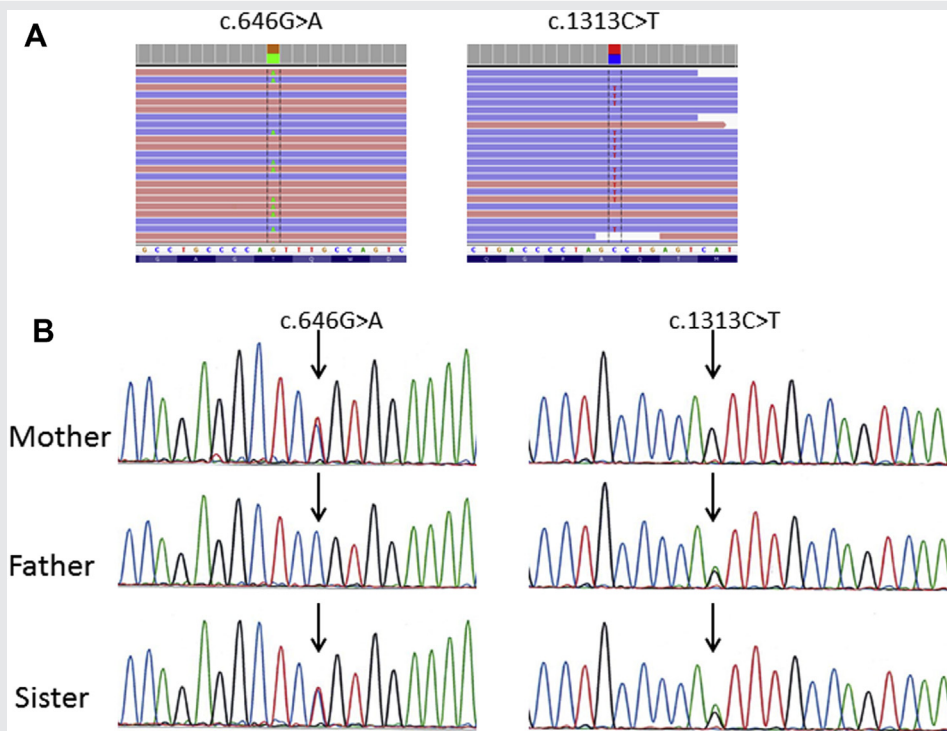 A
c.646G>A
c.1313C>T
G C C T G C C C C A G T T T G C C A G T C
C T G A C C C C T A G C C T G A G T C A T
B
c.646G>A
c.1313C>T
Mother
Father
Sister